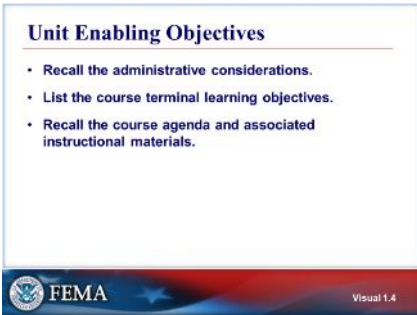 Unit Enabling Objectives
• Recall the administrative considerations.
• List the course terminal learning objectives.
• Recall the course agenda and associated
instructional materials.
FEMA
Visual 1.4